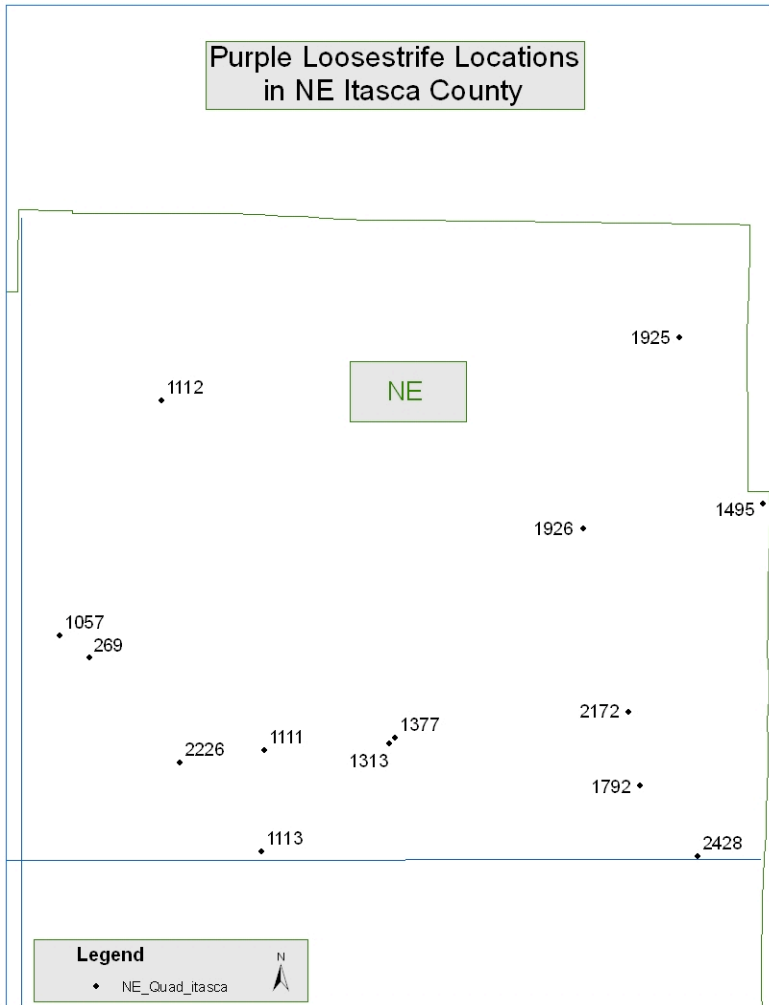 Purple Loosestrife Locations
in NE Itasca County
1925
NE
1112
1495
1926
1057
269
2172
1377
1111
2226
1313
1792
1113
2428
Legend
N
NE_Quad_itasca